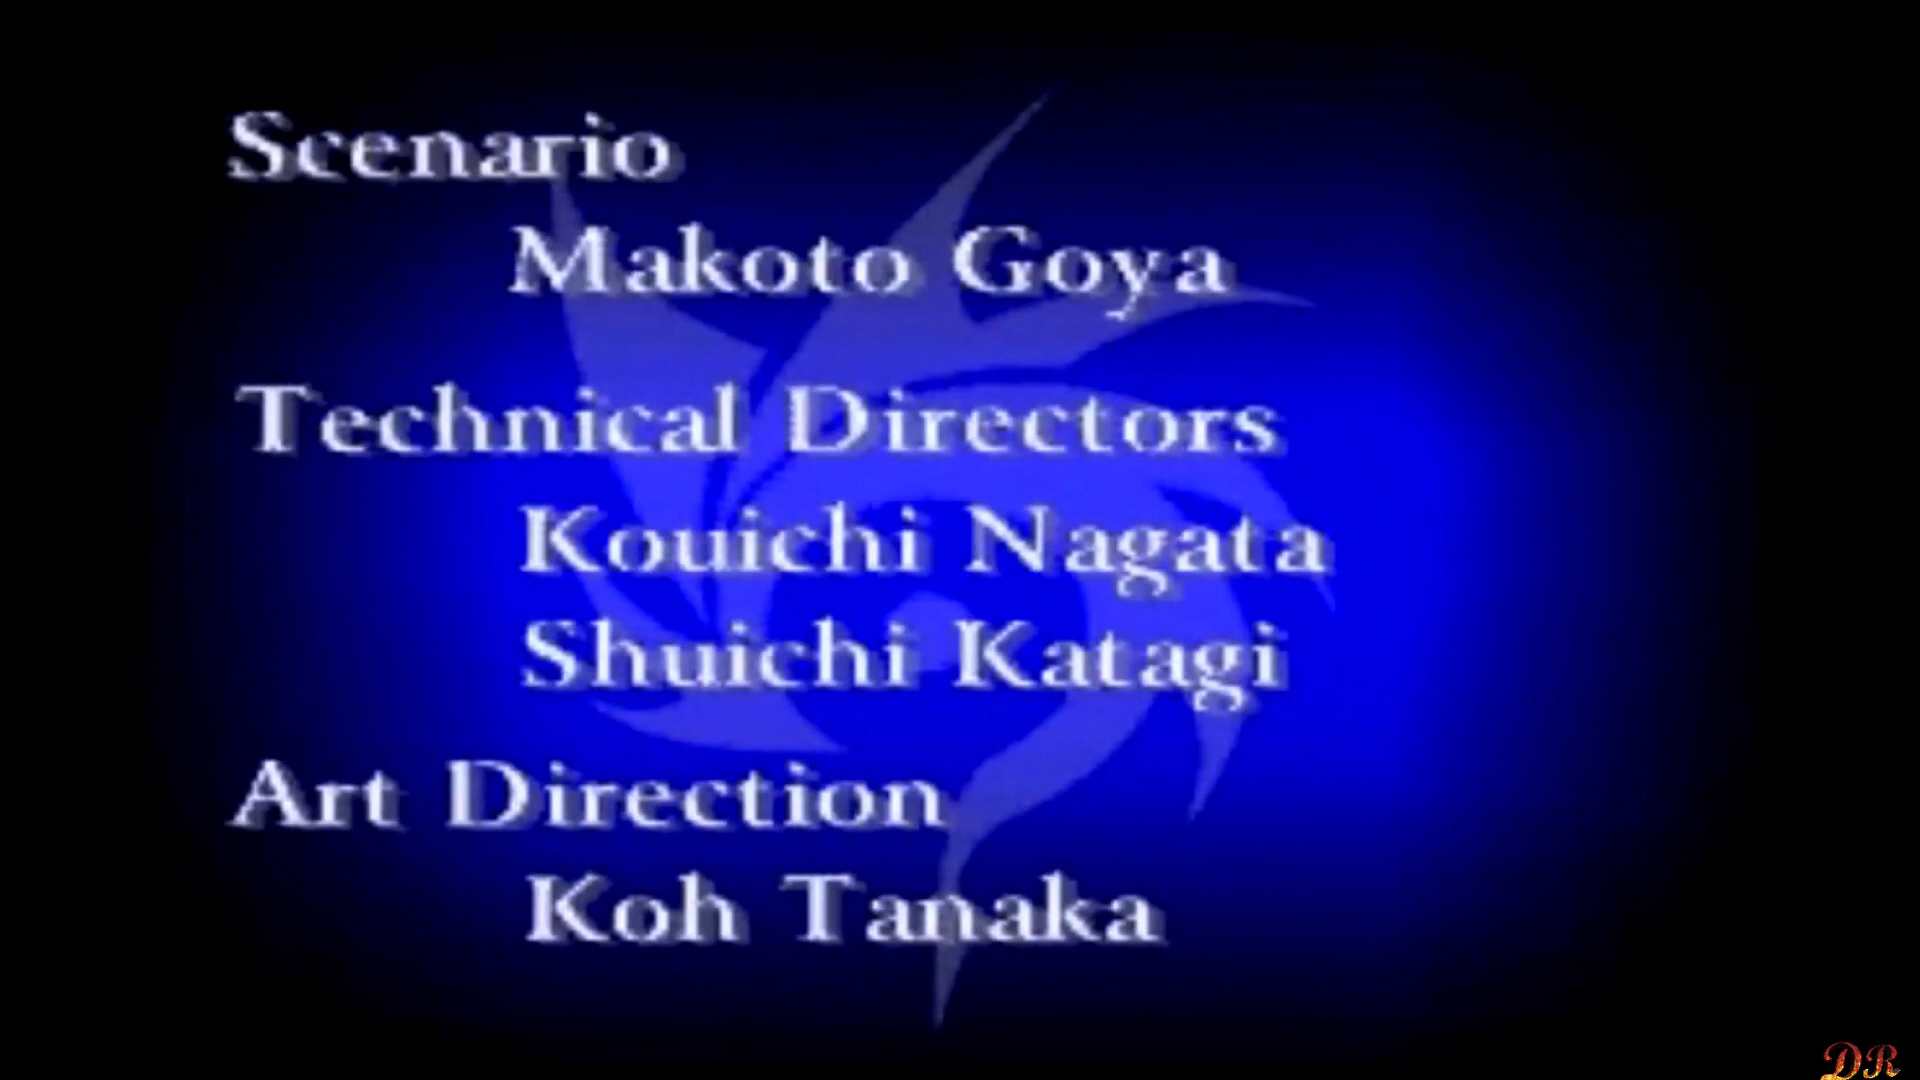 Scenario
Makoto Goya
Technical Directors
Kouichi Nagata
Shuichi Katagi
Art Direction
Koh Tanaka
DR